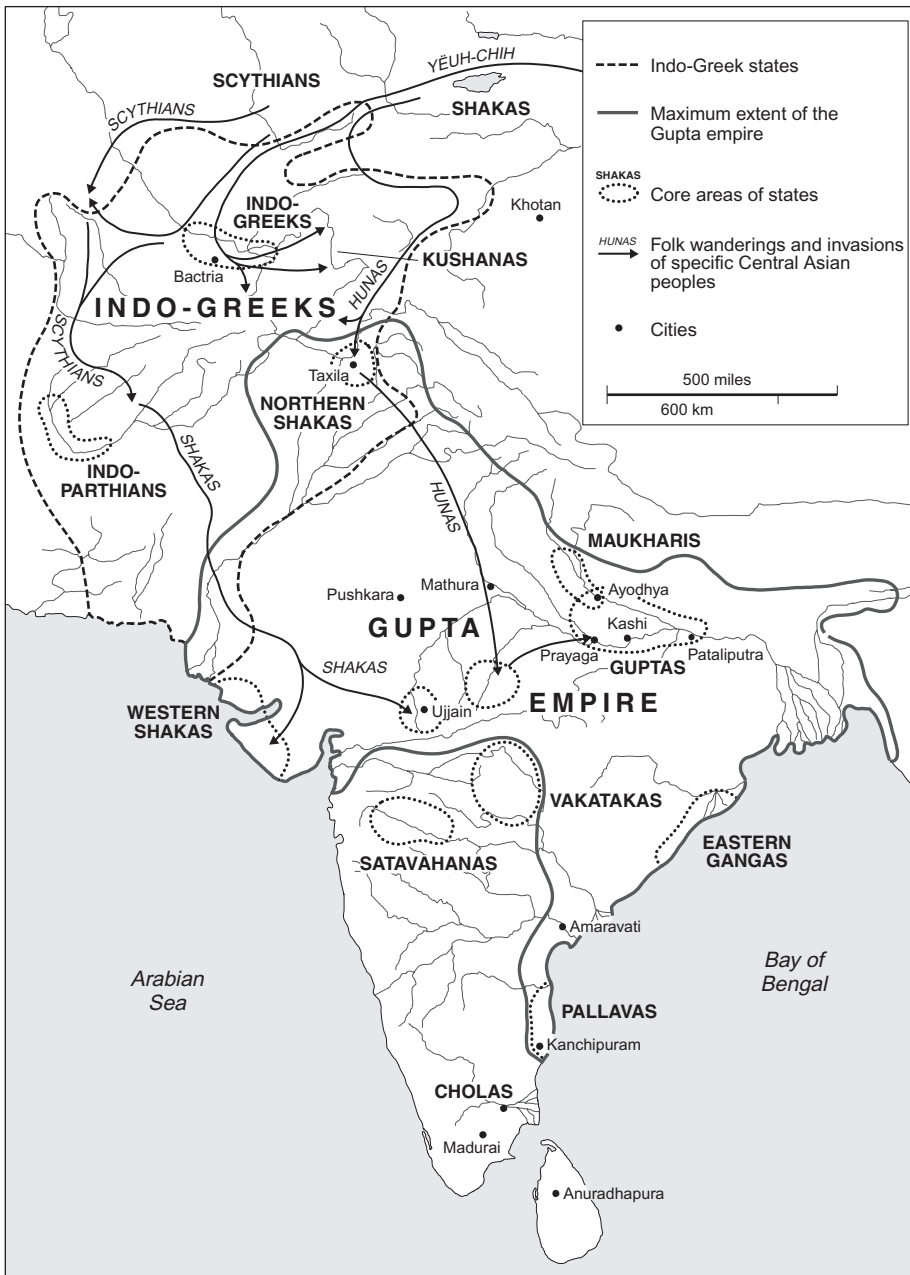 YËUH-CHIH
SCYTHIANS
SCYTHIANS
SHAKAS
INDO-
GREEKS
Khotan
Bactria
KUSHANAS
INDO-GREEKS
HUNAS
SCYTHIANS
Taxila
NORTHERN
SHAKAS
INDO-
PARTHIANS
SHAKAS
HUNAS
MAUKHARIS
Pushkara
Mathura
Ayodhya
Kashi
GUPTA
Prayaga
GUPTAS
Pataliputra
SHAKAS
EMPIRE
WESTERN
SHAKAS
Ujjain
VAKATAKAS
SATAVAHANAS
EASTERN
GANGAS
Amaravati
Arabian
Sea
Bay of
Bengal
PALLAVAS
Kanchipuram
CHOLAS
Madurai
Anuradhapura
Indo-Greek states
Maximum extent of the
Gupta empire
SHAKAS
Core areas of states
HUNAS
Folk wanderings and invasions
of specific Central Asian
peoples
Cities
500 miles
600 km